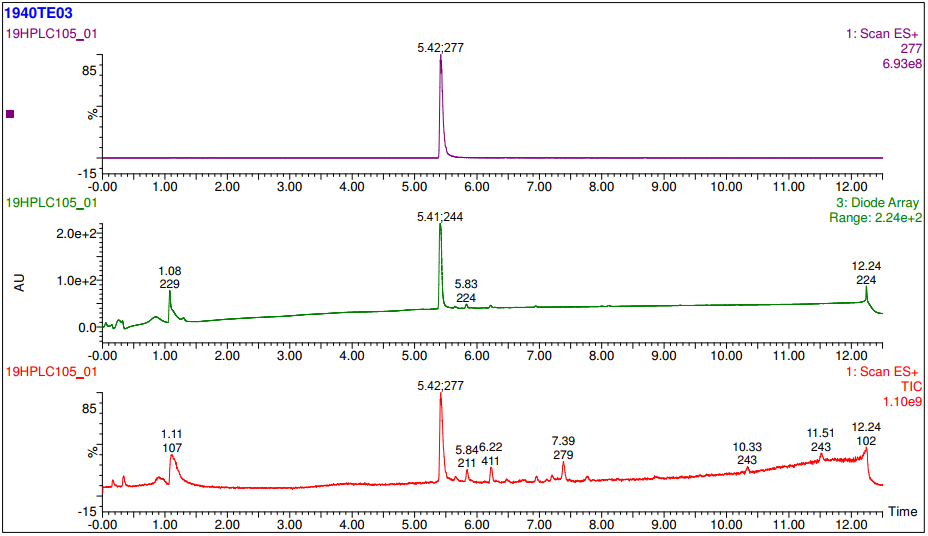 1940TE03
19HPLC105_01
1: Scan ES+
277
6.93e8
5.42;277
85
%
-15
-0.00 1.00 2.00 3.00 4.00 5.00 6.00 7.00 8.00 9.00 10.00 11.00 12.00
19HPLC105_01
3: Diode Array
Range: 2.24e+2
5.41;244
2.0e+2
1.08
229
5.83
224
12.24
224
1.0e+2
AU
0.0
-0.00 1.00 2.00 3.00 4.00 5.00 6.00 7.00 8.00 9.00 10.00 11.00 12.00
19HPLC105_01
1: Scan ES+
TIC
1.10e9
5.42;277
85
1.11
107
5.84
211
6.22
411
7.39
279
10.33
243
11.51
243
12.24
102
%
-15
-0.00 1.00 2.00 3.00 4.00 5.00 6.00 7.00 8.00 9.00 10.00 11.00 12.00
Time